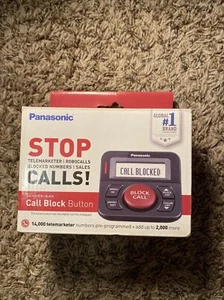 Panasonic
GLOBAL
#1
BRAND
STOP
TELEMARKETER | ROBOCALLS
BLOCKED NUMBERS | SALES
CALLS!
CALL BLOCKED
BLOCK
CALL
Call Block Button
14,000 telemarketer numbers pre-programmed + add up to 2,000 more